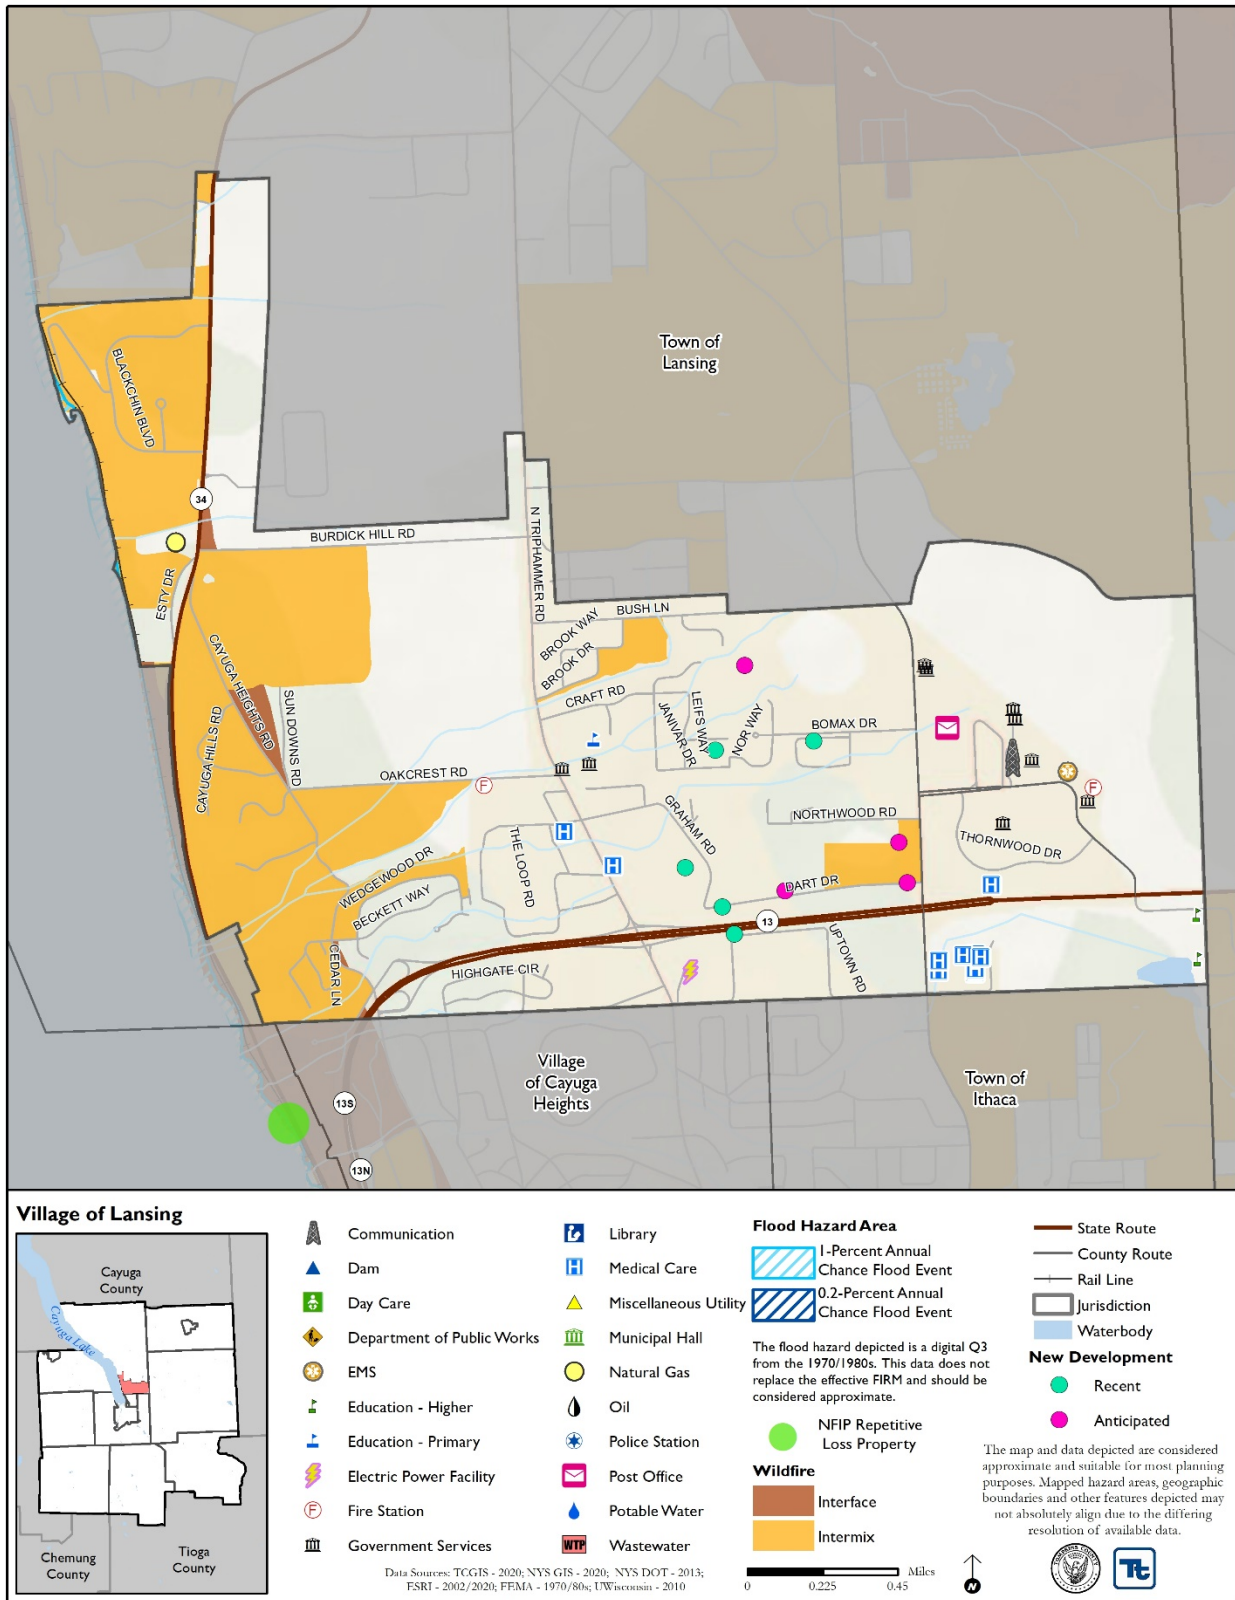 Town of
Lansing
BLACKCHIN BLVD
34
BURDICK HILL RD
N TRIPHAMMER RD
ESTY DR
BUSH LN
BROOK WAY
BROOK DR
CAYUGA HEIGHTS RD
CRAFT RD
LEIFS WAY
JANIVAR DR
NOR WAY
BOMAX DR
SUN DOWNS RD
CAYUGA HILLS RD
OAKCREST RD
F
F
GRAHAM RD
NORTHWOOD RD
THORNWOOD DR
THE LOOP RD
H
H
H
WEDGEWOOD DR
BECKETT WAY
DART DR
13
UPTOWN RD
CEDAR LN
HIGHGATE CIR
H
H
H
Village
of Cayuga
Heights
Town of
Ithaca
13S
13N
Village of Lansing
Cayuga
County
Cayuga Lake
Chemung
County
Tioga
County
Communication
Dam
Day Care
Department of Public Works
EMS
Education - Higher
Education - Primary
Electric Power Facility
F Fire Station
Government Services
Library
H Medical Care
Miscellaneous Utility
Municipal Hall
Natural Gas
Oil
Police Station
Post Office
Potable Water
WTP Wastewater
Data Sources: TCGIS - 2020; NYS GIS - 2020; NYS DOT - 2013;
ESRI - 2002/2020; FEMA - 1970/80s; UWisconsin - 2010
Flood Hazard Area
1-Percent Annual
Chance Flood Event
0.2-Percent Annual
Chance Flood Event
The flood hazard depicted is a digital Q3
from the 1970/1980s. This data does not
replace the effective FIRM and should be
considered approximate.
NFIP Repetitive
Loss Property
Wildfire
Interface
Intermix
Miles
0 0.225 0.45
N
State Route
County Route
Rail Line
Jurisdiction
Waterbody
New Development
Recent
Anticipated
The map and data depicted are considered
approximate and suitable for most planning
purposes. Mapped hazard areas, geographic
boundaries and other features depicted may
not absolutely align due to the differing
resolution of available data.
TOMPKINS COUNTY
Tt